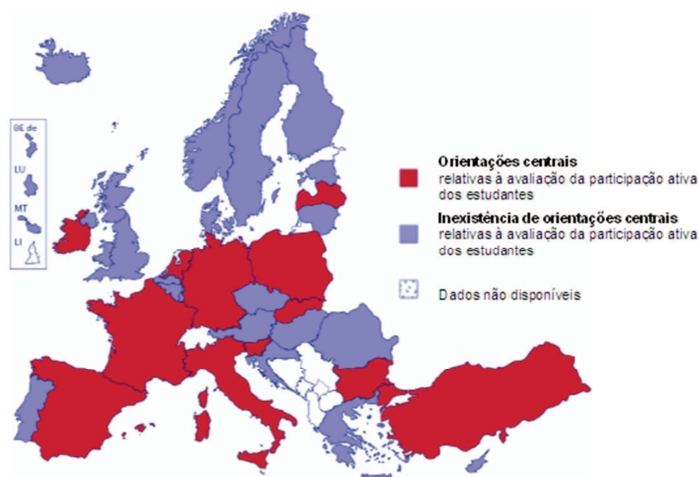 BE de
LU
MT
LI
Orientações centrais
relativas à avaliação da participação ativa
dos estudantes
Inexistência de orientações centrais
relativas à avaliação da participação ativa
dos estudantes
Dados não disponíveis